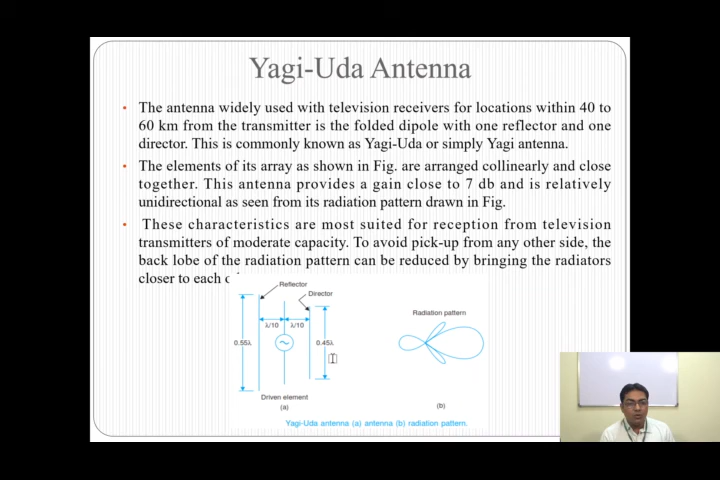 Yagi-Uda Antenna
• The antenna widely used with television receivers for locations within 40 to
60 km from the transmitter is the folded dipole with one reflector and one
director. This is commonly known as Yagi-Uda or simply Yagi antenna.
• The elements of its array as shown in Fig. are arranged collinearly and close
together. This antenna provides a gain close to 7 db and is relatively
unidirectional as seen from its radiation pattern drawn in Fig.
• These characteristics are most suited for reception from television
transmitters of moderate capacity. To avoid pick-up from any other side, the
back lobe of the radiation pattern can be reduced by bringing the radiators
closer to each
Reflector
Director
λ/10 λ/10
0.55λ 0.45λ
Driven element
(a)
Radiation pattern
(b)
Yagi-Uda antenna (a) antenna (b) radiation pattern.